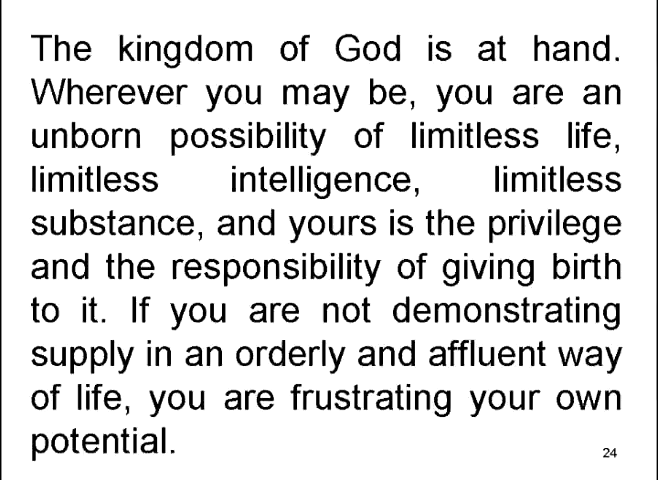 The kingdom of God is at hand.
Wherever you may be, you are an
unborn possibility of limitless life,
limitless intelligence, limitless
substance, and yours is the privilege
and the responsibility of giving birth
to it. If you are not demonstrating
supply in an orderly and affluent way
of life, you are frustrating your own
potential.
24